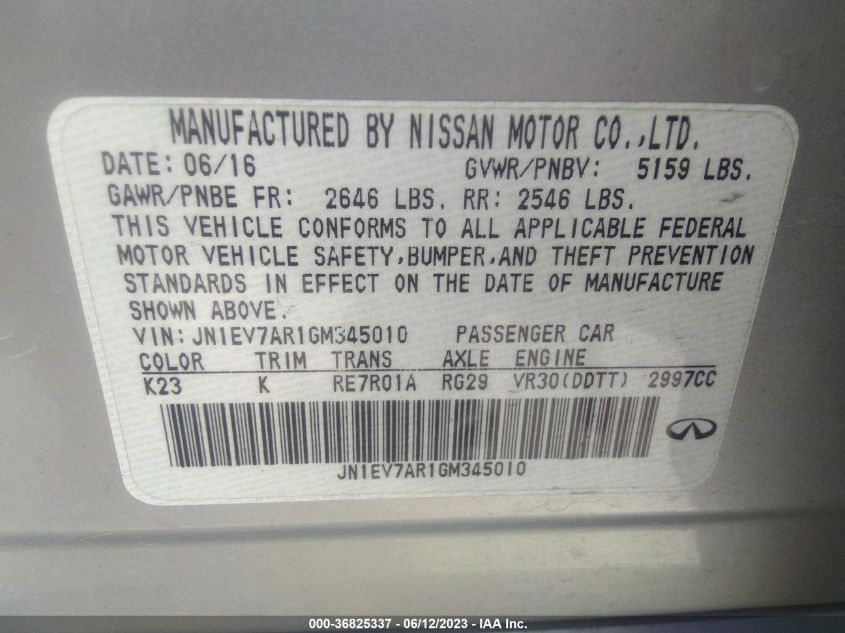 MANUFACTURED BY NISSAN MOTOR CO.,LTD.
DATE: 06/16 GVWR/PNBV: 5159 LBS.
GAWR/PNBE FR: 2646 LBS. RR: 2546 LBS.
THIS VEHICLE CONFORMS TO ALL APPLICABLE FEDERAL
MOTOR VEHICLE SAFETY,BUMPER,AND THEFT PREVENTION
STANDARDS IN EFFECT ON THE DATE OF MANUFACTURE
SHOWN ABOVE.
VIN:JN1EV7AR1GM345010 PASSENGER CAR
COLOR TRIM TRANS AXLE ENGINE
K23 K RE7R01A RG29 VR30(DDTT) 2997CC
JN1EV7AR1GM345010
000-36825337 - 06/12/2023 - IAA Inc.